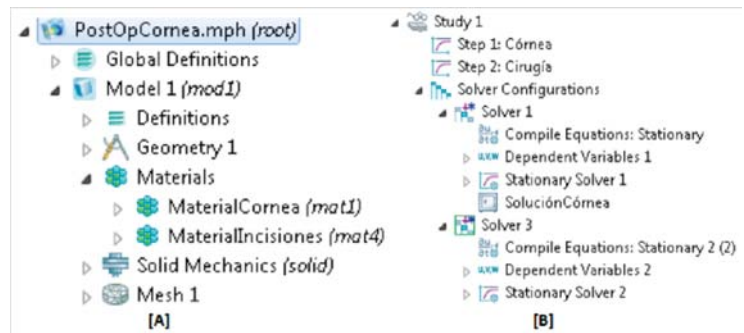 PostOpCornea.mph (root)
Global Definitions
Model 1 (mod1)
Definitions
Geometry 1
Materials
MaterialCornea (mat1)
MaterialIncisiones (mat4)
Solid Mechanics (solid)
Mesh 1
[A]
Study 1
Step 1: Córnea
Step 2: Cirugía
Solver Configurations
Solver 1
Compile Equations: Stationary
Dependent Variables 1
Stationary Solver 1
SoluciónCórnea
Solver 3
Compile Equations: Stationary 2 (2)
Dependent Variables 2
Stationary Solver 2
[B]